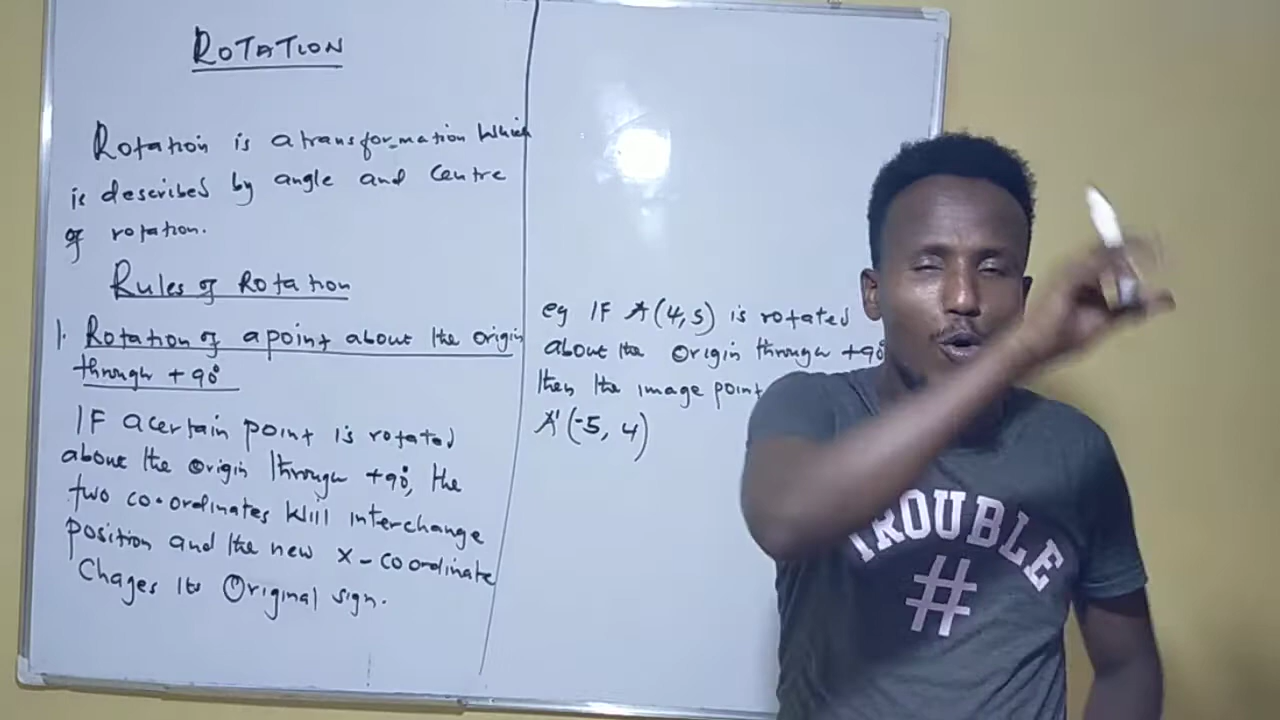 ROTATION
Rotation is a transformation which
is described by angle and centre
of rotation.
Rules of Rotation
1. Rotation of a point about the origin
through +90°
IF a certain point is rotated
about the origin through +90°, the
two co-ordinates will interchange
position and the new x-coordinate
Chages its Original sign.
eg IF A(4,5) is rotated
about the origin through +90°
then the image point
A'(-5, 4)
TROUBLE
#